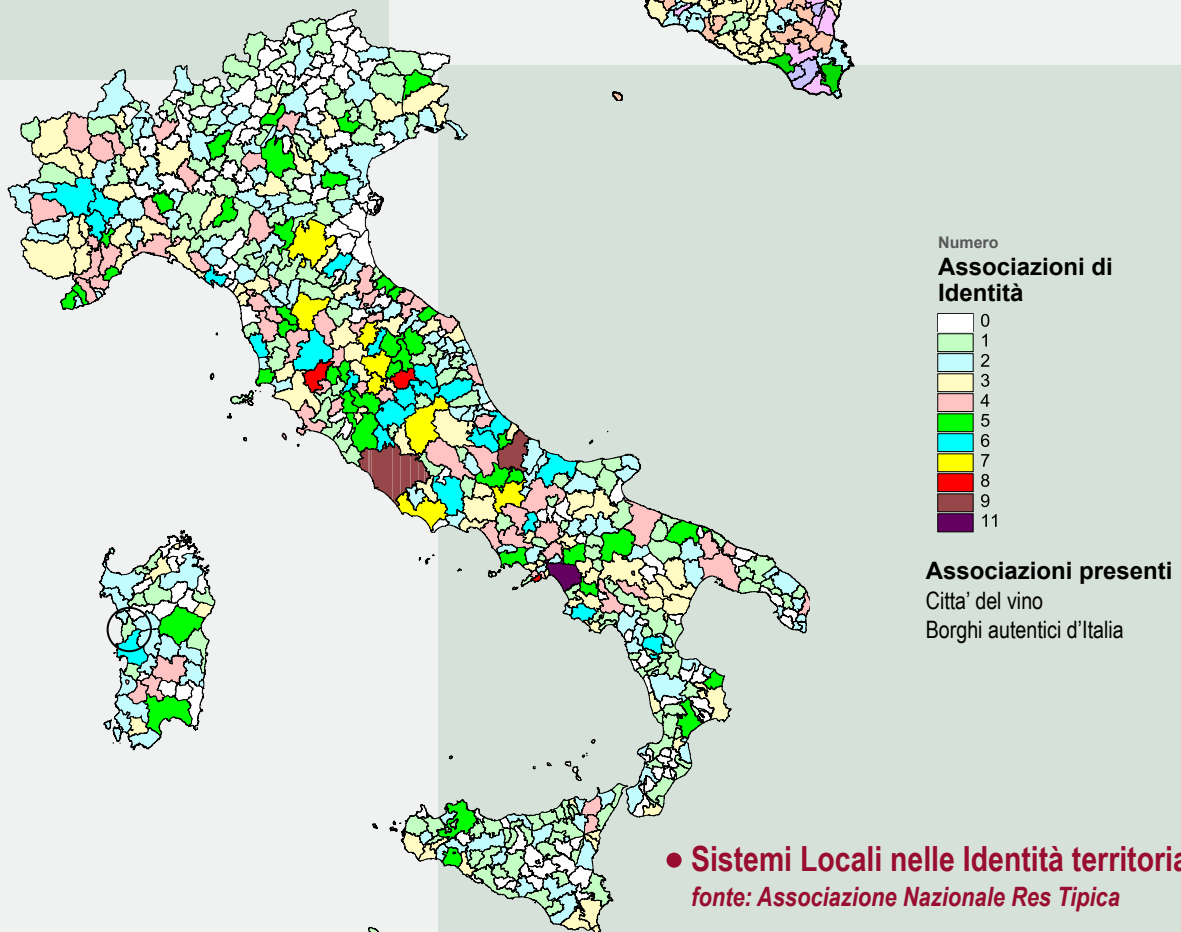 Numero
Associazioni di
Identità
0
1
2
3
4
5
6
7
8
9
11
Associazioni presenti
Citta' del vino
Borghi autentici d'Italia
• Sistemi Locali nelle Identità territoria
fonte: Associazione Nazionale Res Tipica